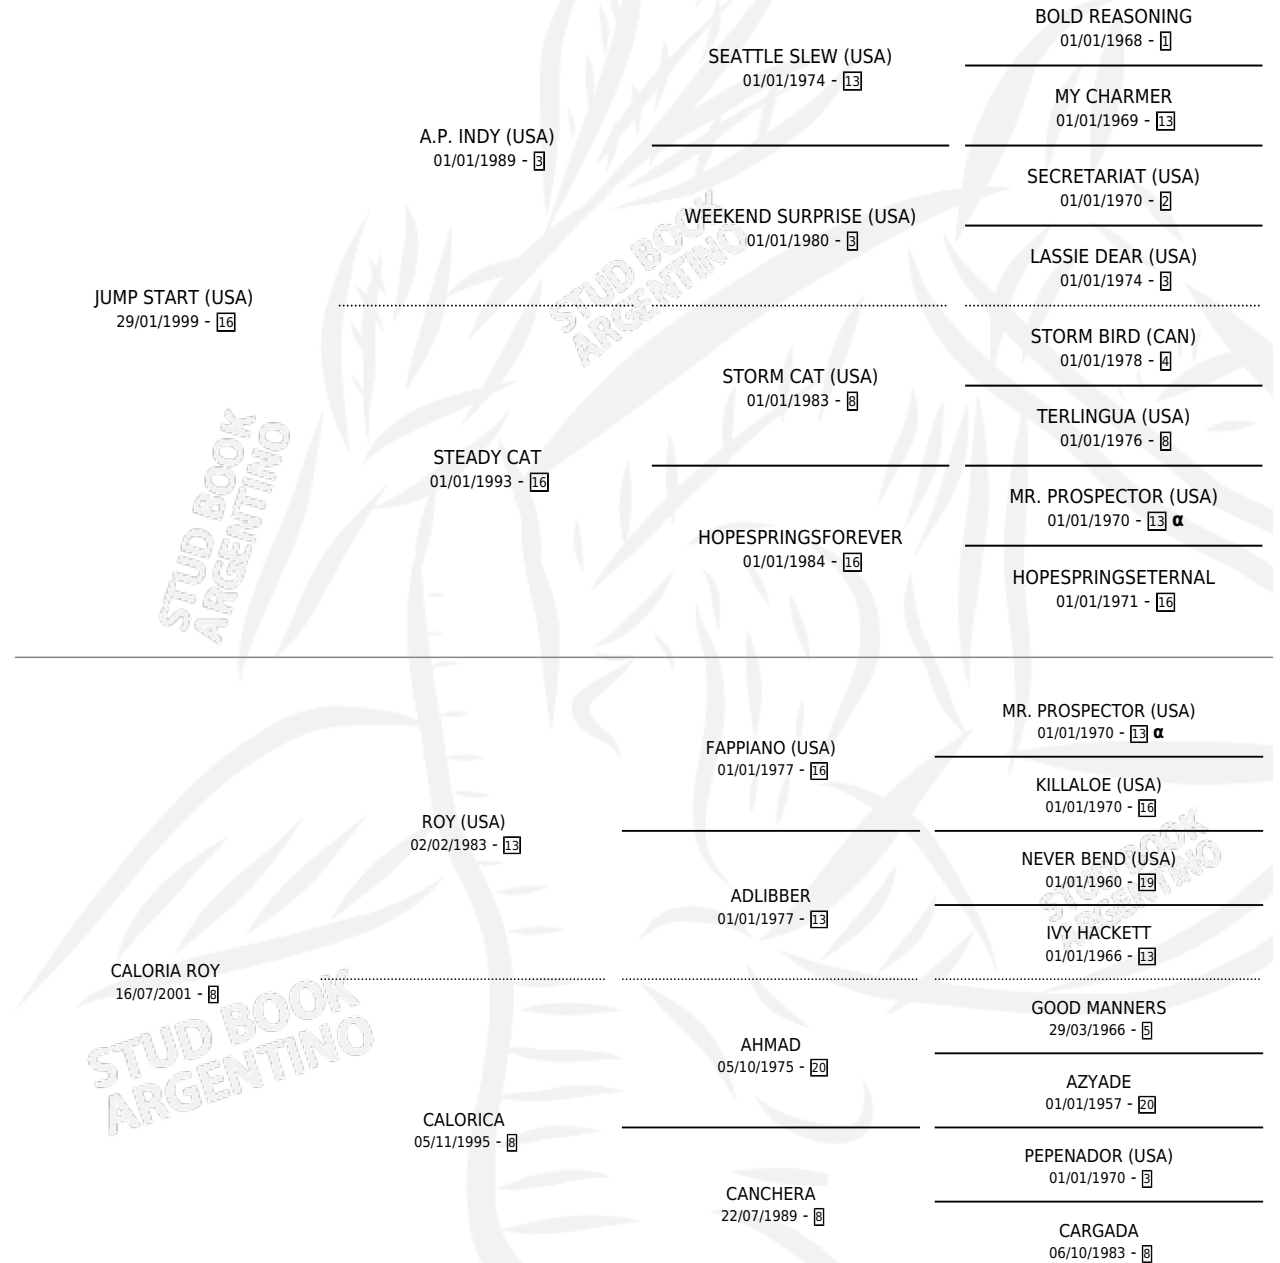 BOLD REASONING
01/01/1968 - 1
SEATTLE SLEW (USA)
01/01/1974 - 13
MY CHARMER
01/01/1969 - 13
A.P. INDY (USA)
01/01/1989 - 3
SECRETARIAT (USA)
01/01/1970 - 2
WEEKEND SURPRISE (USA)
01/01/1980 - 3
LASSIE DEAR (USA)
01/01/1974 - 3
JUMP START (USA)
29/01/1999 - 16
STORM BIRD (CAN)
01/01/1978 - 4
STORM CAT (USA)
01/01/1983 - 8
TERLINGUA (USA)
01/01/1976 - 8
STEADY CAT
01/01/1993 - 16
MR. PROSPECTOR (USA)
01/01/1970 - 13 α
HOPESPRINGSFOREVER
01/01/1984 - 16
HOPESPRINGSETERNAL
01/01/1971 - 16
MR. PROSPECTOR (USA)
01/01/1970 - 13 α
FAPPIANO (USA)
01/01/1977 - 16
KILLALOE (USA)
01/01/1970 - 16
ROY (USA)
02/02/1983 - 13
NEVER BEND (USA)
01/01/1960 - 19
ADLIBBER
01/01/1977 - 13
IVY HACKETT
01/01/1966 - 13
CALORIA ROY
16/07/2001 - 8
GOOD MANNERS
29/03/1966 - 5
AHMAD
05/10/1975 - 20
AZYADE
01/01/1957 - 20
CALORICA
05/11/1995 - 8
PEPENADOR (USA)
01/01/1970 - 3
CANCHERA
22/07/1989 - 8
CARGADA
06/10/1983 - 8
STUD BOOK
ARGENTINO
STUD BOOK
ARGENTINO
STUD BOOK
ARGENTINO
STUD BOOK
ARGENTINO